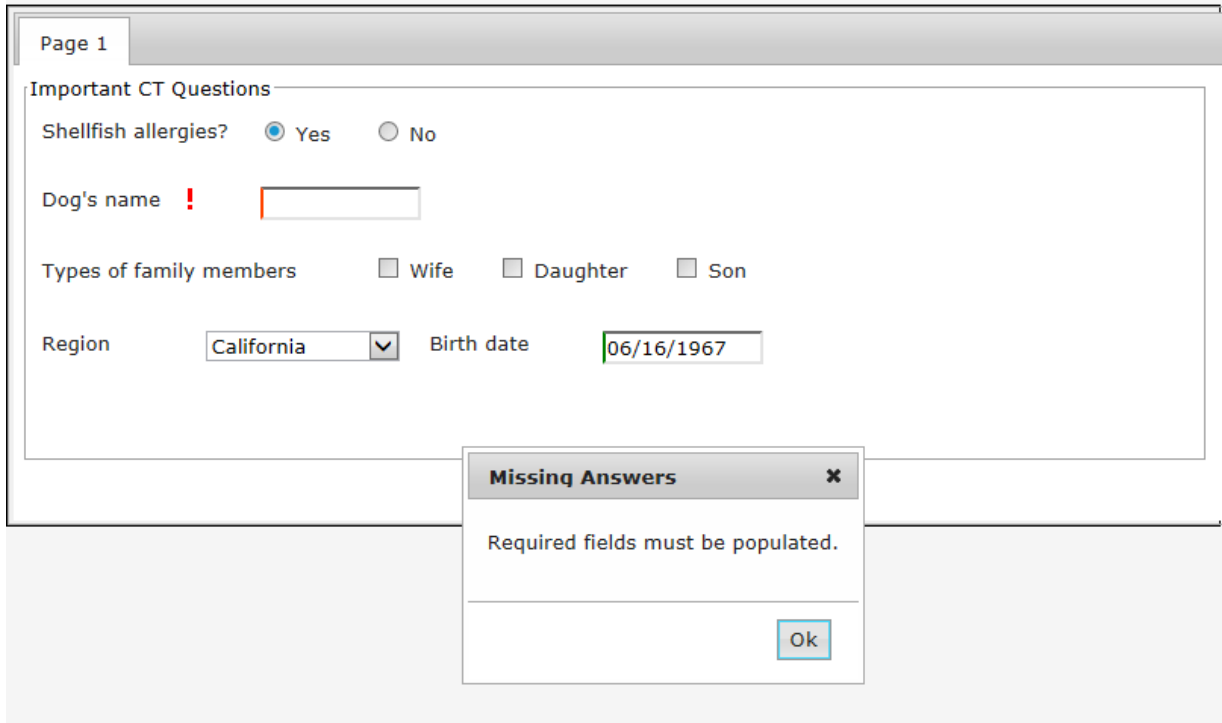 Page 1
Important CT Questions
Shellfish allergies? Yes No
Dog's name !
Types of family members Wife Daughter Son
Region California Birth date 06/16/1967
Missing Answers ✖
Required fields must be populated.
Ok